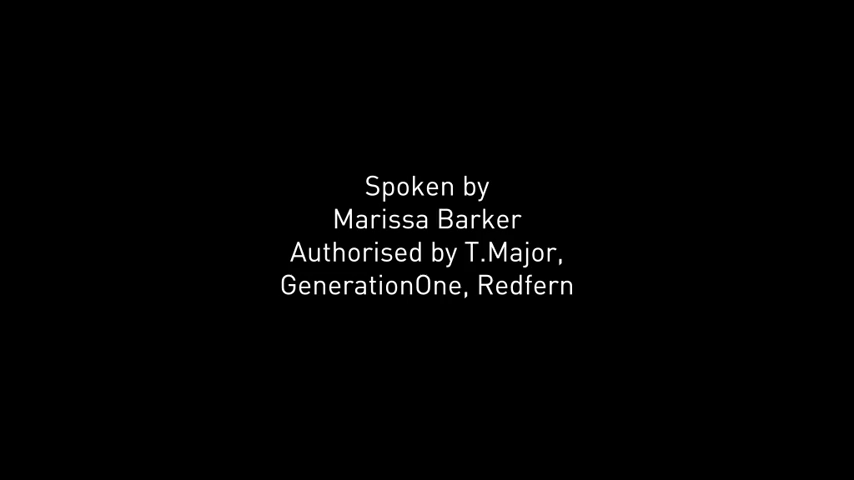 Spoken by
Marissa Barker
Authorised by T.Major,
GenerationOne, Redfern